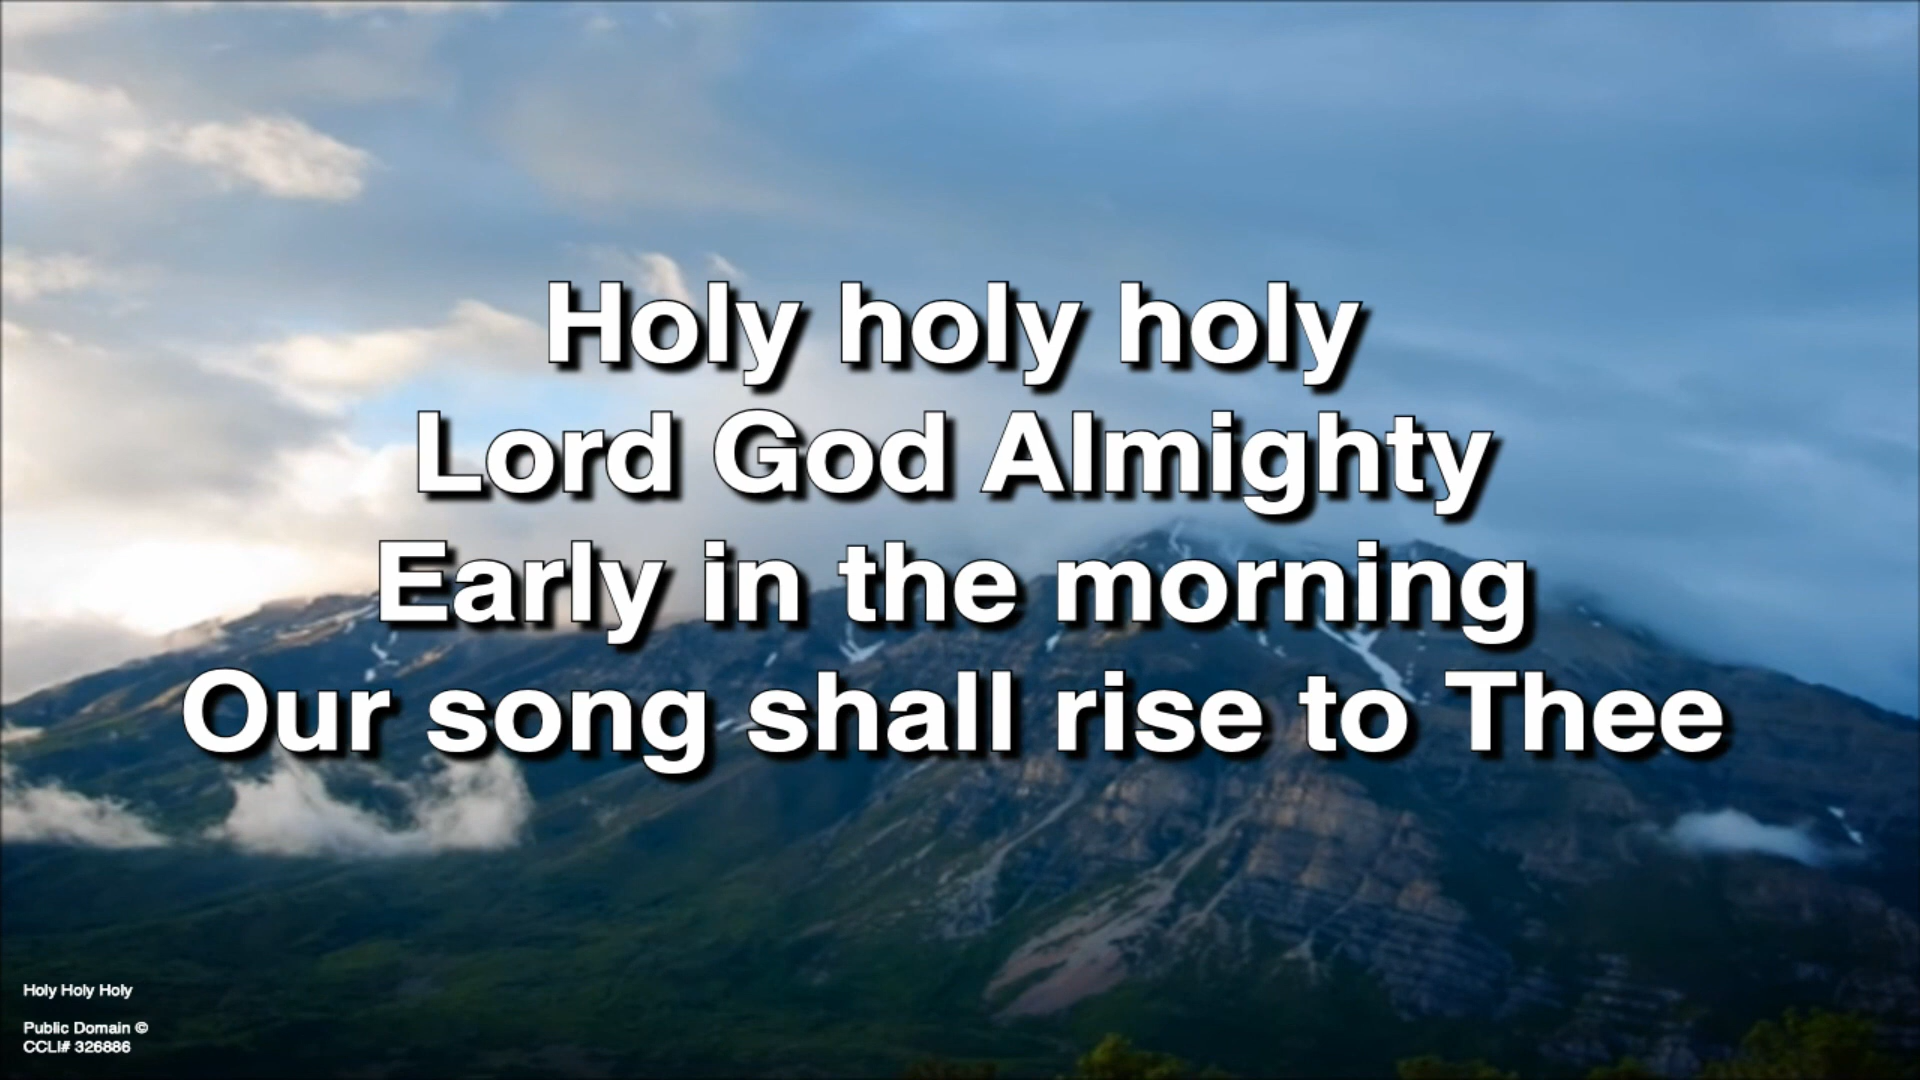 Holy holy holy
Lord God Almighty
Early in the morning
Our song shall rise to Thee
Holy Holy Holy
Public Domain ©
CCLI# 326886